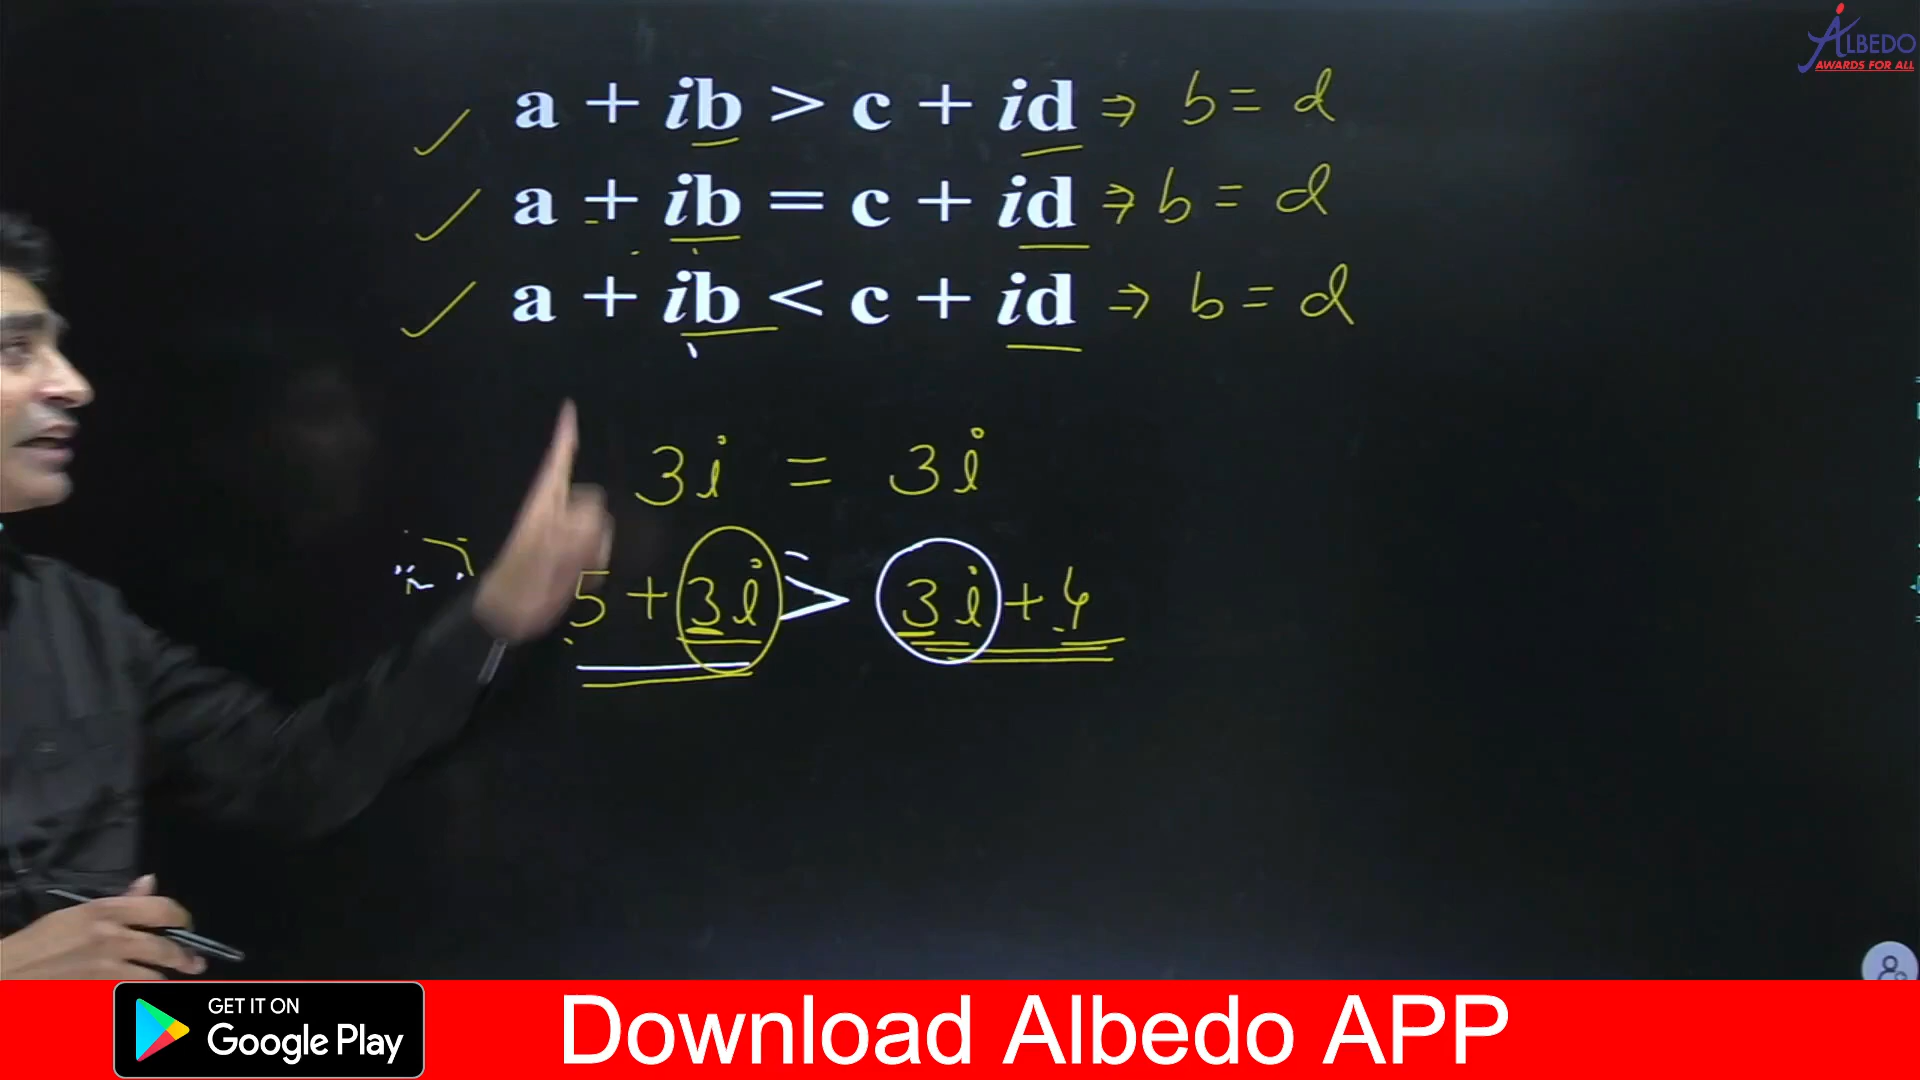 ALBEDO
AWARDS FOR ALL
a + ib > c + id ⇒ b = d
a + ib = c + id ⇒ b = d
a + ib < c + id ⇒ b = d
3i = 3i
5 + 3i > 3i + 4
GET IT ON
Google Play
Download Albedo APP